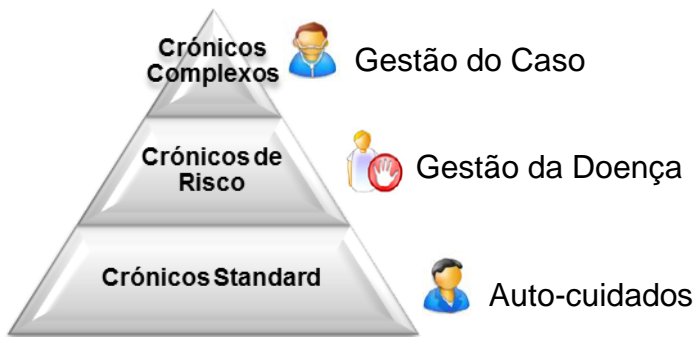 Crónicos
Complexos
Gestão do Caso
Crónicos de
Risco
Gestão da Doença
Crónicos Standard
Auto-cuidados